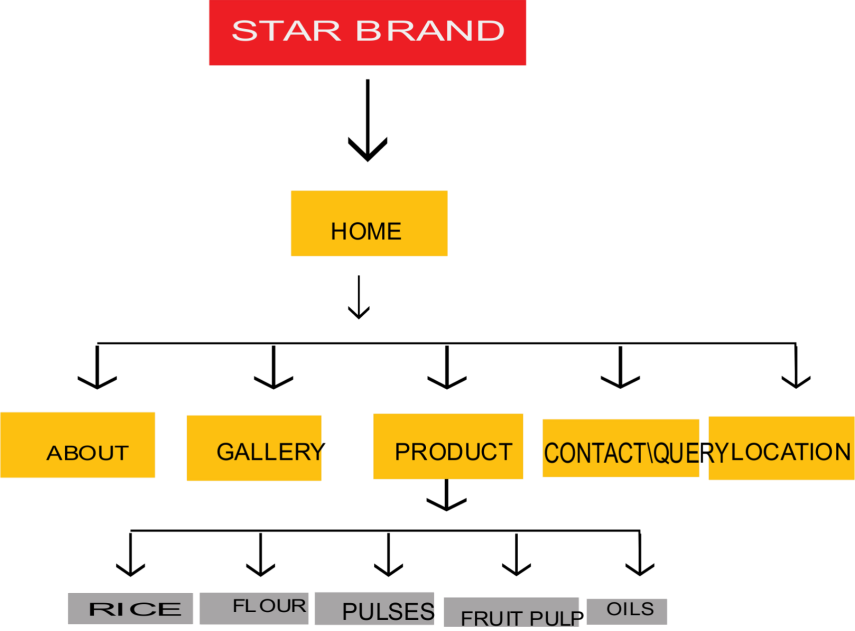 STAR BRAND
HOME
ABOUT
GALLERY
PRODUCT
CONTACT\QUERY
LOCATION
RICE
FLOUR
PULSES
FRUIT PULP
OILS